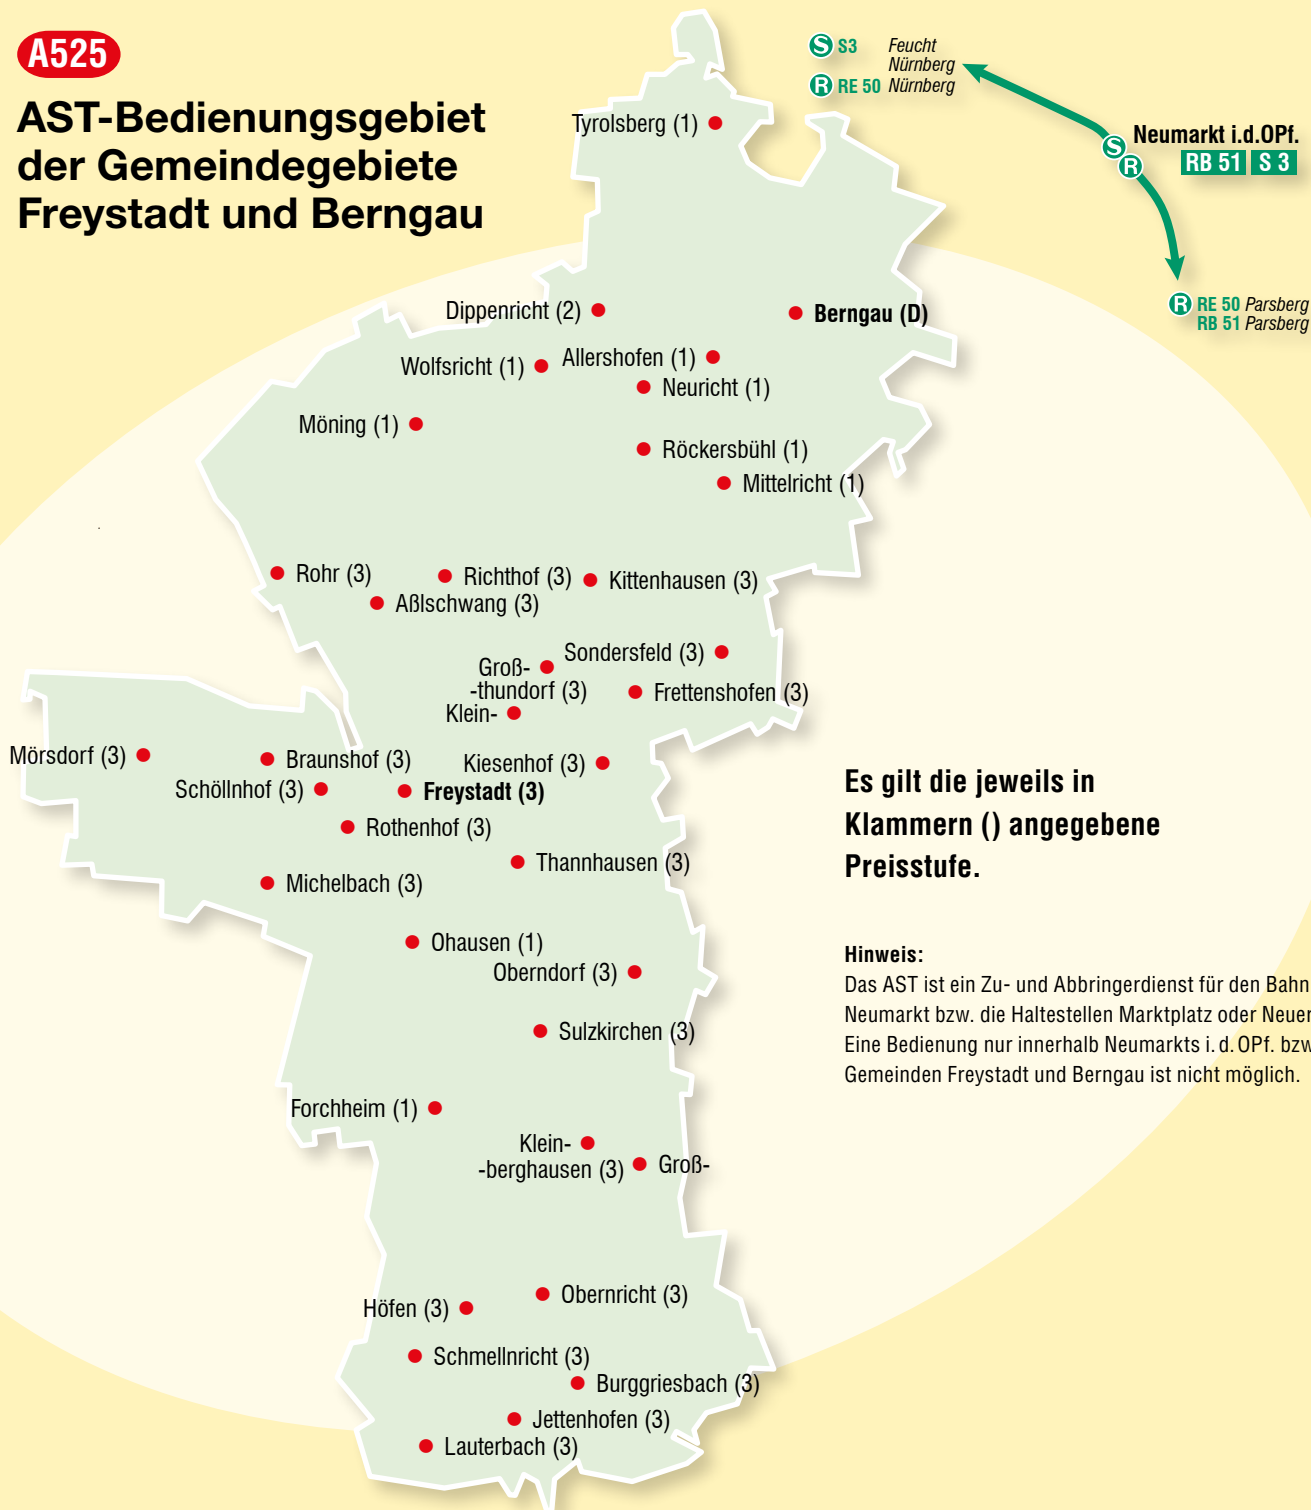 A525
AST-Bedienungsgebiet
der Gemeindegebiete
Freystadt und Berngau
S S3 Feucht
Nürnberg
R RE 50 Nürnberg
Neumarkt i.d.OPf.
S
R
RB 51 S 3
R RE 50 Parsberg
RB 51 Parsberg
Tyrolsberg (1)
Dippenricht (2)
Berngau (D)
Wolfsricht (1)
Allershofen (1)
Neuricht (1)
Möning (1)
Röckersbühl (1)
Mittelricht (1)
Rohr (3)
Richthof (3)
Kittenhausen (3)
Aßlschwang (3)
Sondersfeld (3)
Groß-
-thundorf (3)
Frettenshofen (3)
Klein-
Mörsdorf (3)
Braunshof (3)
Kiesenhof (3)
Schöllnhof (3)
Freystadt (3)
Rothenhof (3)
Thannhausen (3)
Michelbach (3)
Ohausen (1)
Oberndorf (3)
Sulzkirchen (3)
Forchheim (1)
Klein-
-berghausen (3)
Groß-
Obernricht (3)
Höfen (3)
Schmellnricht (3)
Burggriesbach (3)
Jettenhofen (3)
Lauterbach (3)
Es gilt die jeweils in
Klammern () angegebene
Preisstufe.
Hinweis:
Das AST ist ein Zu- und Abbringerdienst für den Bahn
Neumarkt bzw. die Haltestellen Marktplatz oder Neuer
Eine Bedienung nur innerhalb Neumarkts i. d. OPf. bzw
Gemeinden Freystadt und Berngau ist nicht möglich.